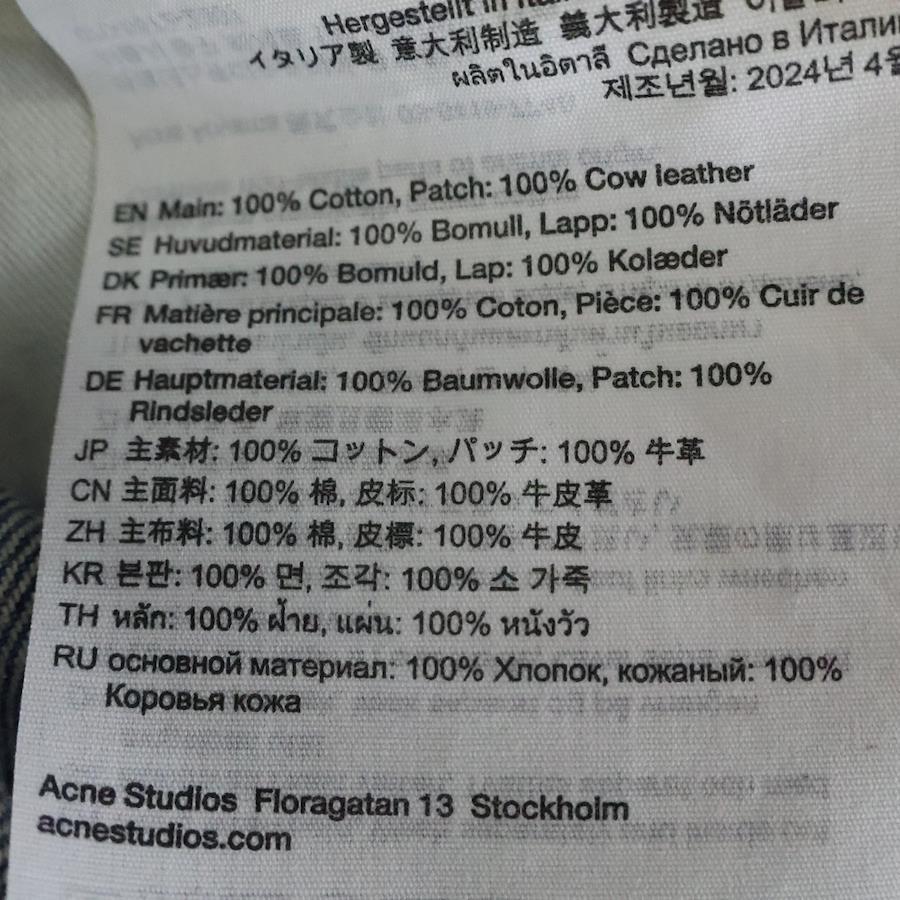 Hergestellt in
イタリア製 意大利制造 義大利製造
ผลิตในอิตาลี Сделано в Итали
제조년월: 2024년 4월
EN Main: 100% Cotton, Patch: 100% Cow leather
SE Huvudmaterial: 100% Bomull, Lapp: 100% Nötläder
DK Primær: 100% Bomuld, Lap: 100% Kolæder
FR Matière principale: 100% Coton, Pièce: 100% Cuir de
vachette
DE Hauptmaterial: 100% Baumwolle, Patch: 100%
Rindsleder
JP 主素材: 100% コットン, パッチ: 100% 牛革
CN 主面料: 100% 棉, 皮标: 100% 牛皮革
ZH 主布料: 100% 棉, 皮標: 100% 牛皮
KR 본판: 100% 면, 조각: 100% 소 가죽
TH หลัก: 100% ฝ้าย, แผ่น: 100% หนังวัว
RU основной материал: 100% Хлопок, кожаный: 100%
Коровья кожа
Acne Studios Floragatan 13 Stockholm
acnestudios.com